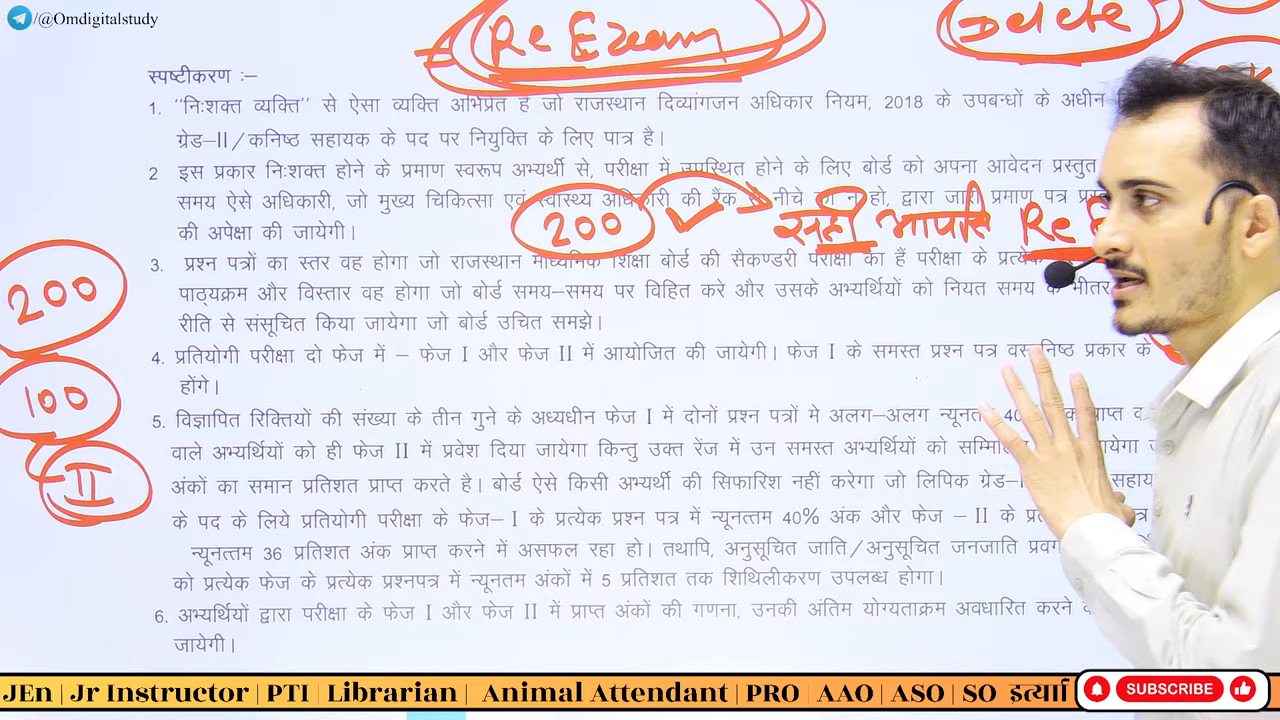 /@Omdigitalstudy
Re Exam
Delete
स्पष्टीकरण :–
1. "निःशक्त व्यक्ति" से ऐसा व्यक्ति अभिप्रेत है जो राजस्थान दिव्यांगजन अधिकार नियम, 2018 के उपबन्धों के अधीन
ग्रेड–II/कनिष्ठ सहायक के पद पर नियुक्ति के लिए पात्र है।
2 इस प्रकार निःशक्त होने के प्रमाण स्वरूप अभ्यर्थी से, परीक्षा में उपस्थित होने के लिए बोर्ड को अपना आवेदन प्रस्तुत
समय ऐसे अधिकारी, जो मुख्य चिकित्सा एवं स्वास्थ्य अधिकारी की रैंक से नीचे का न हो, द्वारा जारी प्रमाण पत्र
की अपेक्षा की जायेगी।
200 सही आपत्ति Re
3. प्रश्न पत्रों का स्तर वह होगा जो राजस्थान माध्यमिक शिक्षा बोर्ड की सैकण्डरी परीक्षा का हैं परीक्षा के
पाठ्यक्रम और विस्तार वह होगा जो बोर्ड समय–समय पर विहित करे और उसके अभ्यर्थियों को नियत समय के भीतर
रीति से संसूचित किया जायेगा जो बोर्ड उचित समझे।
200
4. प्रतियोगी परीक्षा दो फेज में – फेज I और फेज II में आयोजित की जायेगी। फेज I के समस्त प्रश्न पत्र वस्तुनिष्ठ प्रकार के
होंगे।
100
5. विज्ञापित रिक्तियों की संख्या के तीन गुने के अध्यधीन फेज I में दोनों प्रश्न पत्रों मे अलग–अलग
वाले अभ्यर्थियों को ही फेज II में प्रवेश दिया जायेगा किन्तु उक्त रेंज में उन समस्त अभ्यर्थियों को
अंकों का समान प्रतिशत प्राप्त करते है। बोर्ड ऐसे किसी अभ्यर्थी की सिफारिश नहीं करेगा जो लिपिक
II
के पद के लिये प्रतियोगी परीक्षा के फेज– I के प्रत्येक प्रश्न पत्र में न्यूनत्तम 40% अंक और फेज – II के
न्यूनत्तम 36 प्रतिशत अंक प्राप्त करने में असफल रहा हो। तथापि, अनुसूचित जाति/अनुसूचित जनजाति
को प्रत्येक फेज के प्रत्येक प्रश्नपत्र में न्यूनतम अंकों में 5 प्रतिशत तक शिथिलीकरण उपलब्ध होगा।
6. अभ्यर्थियों द्वारा परीक्षा के फेज I और फेज II में प्राप्त अंकों की गणना, उनकी अंतिम योग्यताक्रम अवधारित करने
जायेगी।
JEn | Jr Instructor | PTI | Librarian | Animal Attendant | PRO | AAO | ASO | SO इत्यादि
SUBSCRIBE